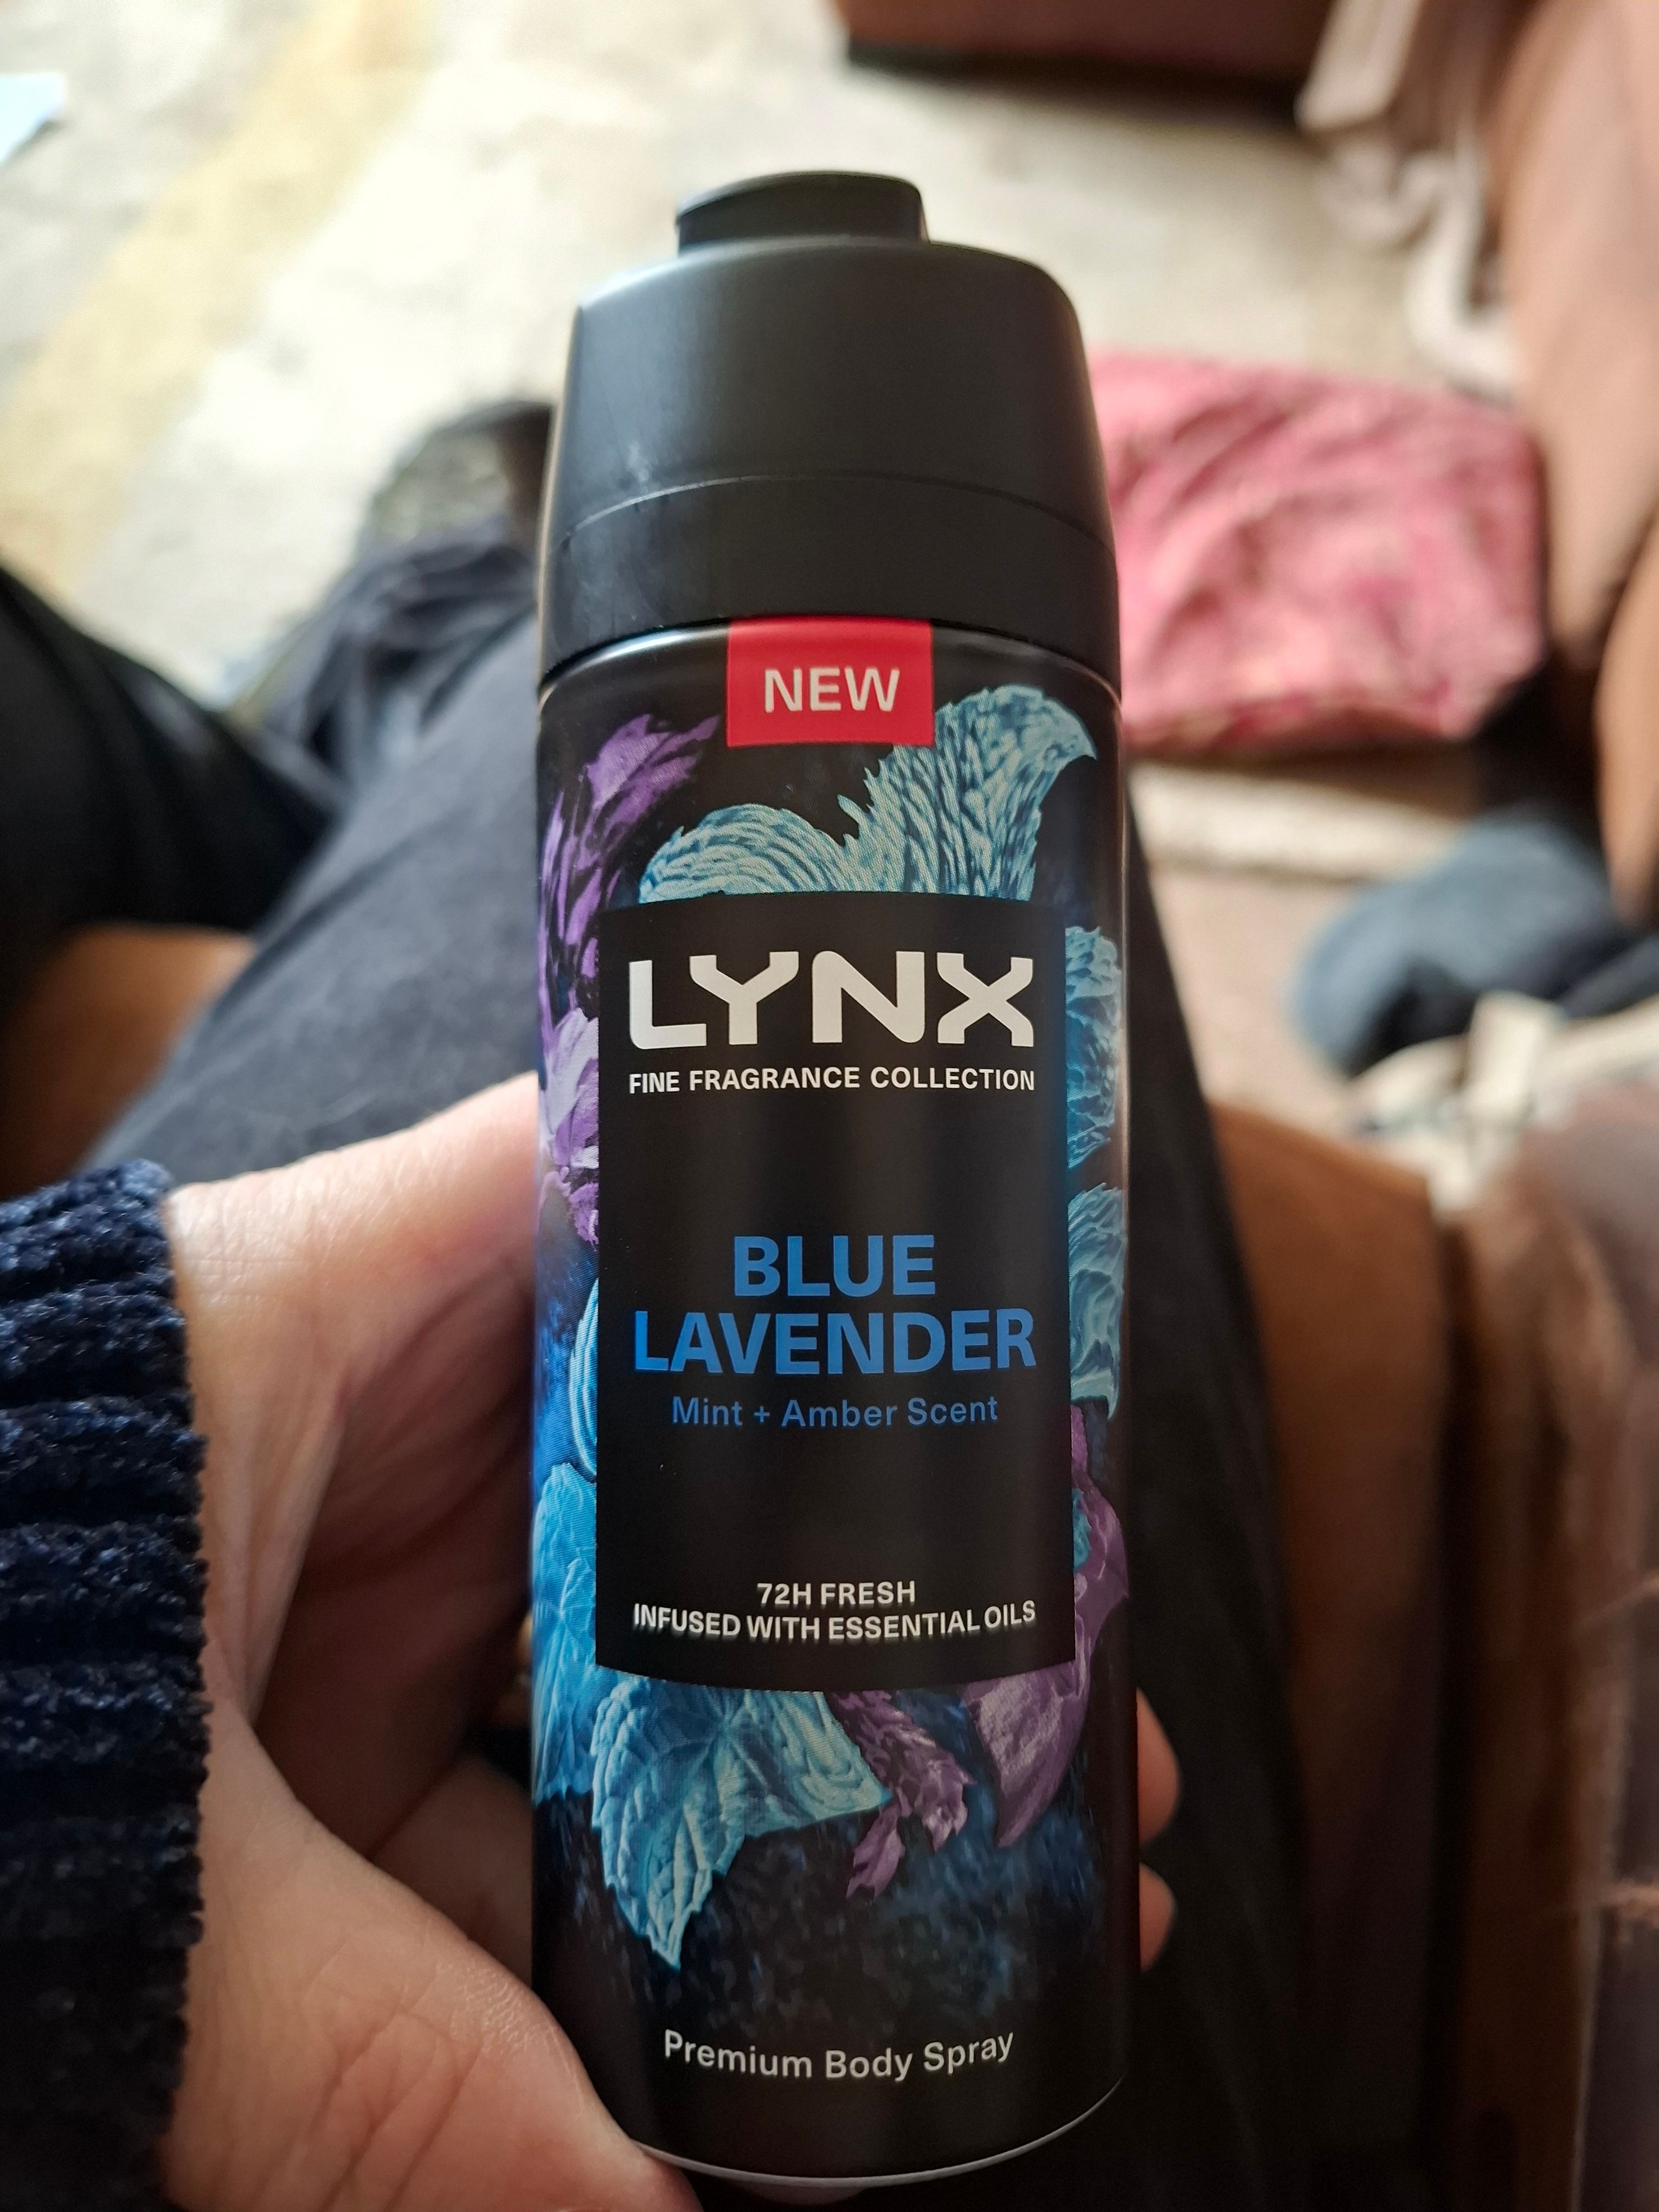 NEW
LYNX
FINE FRAGRANCE COLLECTION
BLUE
LAVENDER
Mint + Amber Scent
72H FRESH
INFUSED WITH ESSENTIAL OILS
Premium Body Spray